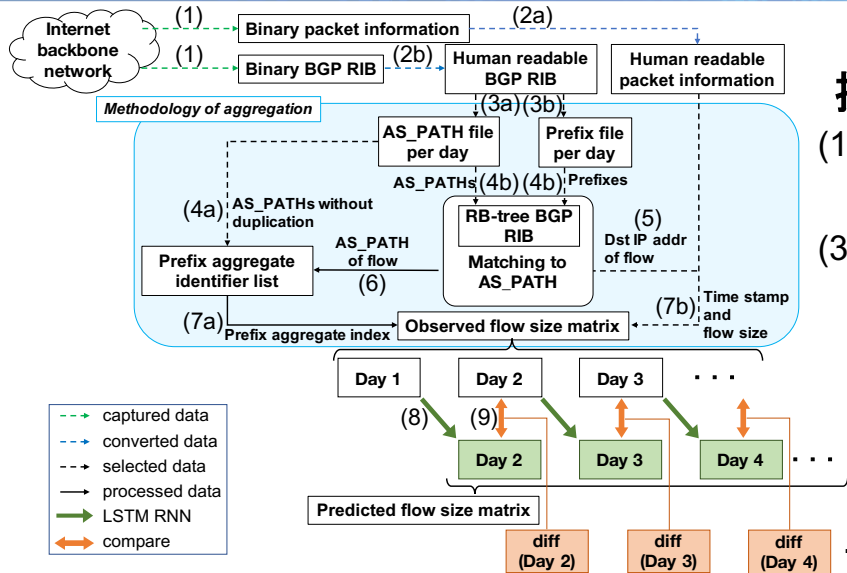 Internet
backbone
network
(1)
Binary packet information
(2a)
(1)
Binary BGP RIB
(2b)
Human readable
BGP RIB
Human readable
packet information
Methodology of aggregation
(3a)
(3b)
AS_PATH file
per day
Prefix file
per day
(1
(3
AS_PATHs
(4b)
(4b)
Prefixes
(4a)
AS_PATHs without
duplication
RB-tree BGP
RIB
Matching to
AS_PATH
(5)
Dst IP addr
of flow
AS_PATH
of flow
(6)
Prefix aggregate
identifier list
(7a)
Prefix aggregate index
Observed flow size matrix
(7b)
Time stamp
and
flow size
Day 1
Day 2
Day 3
· · ·
(8)
(9)
Day 2
Day 3
Day 4
· · ·
Predicted flow size matrix
captured data
converted data
selected data
processed data
LSTM RNN
compare
diff
(Day 2)
diff
(Day 3)
diff
(Day 4)